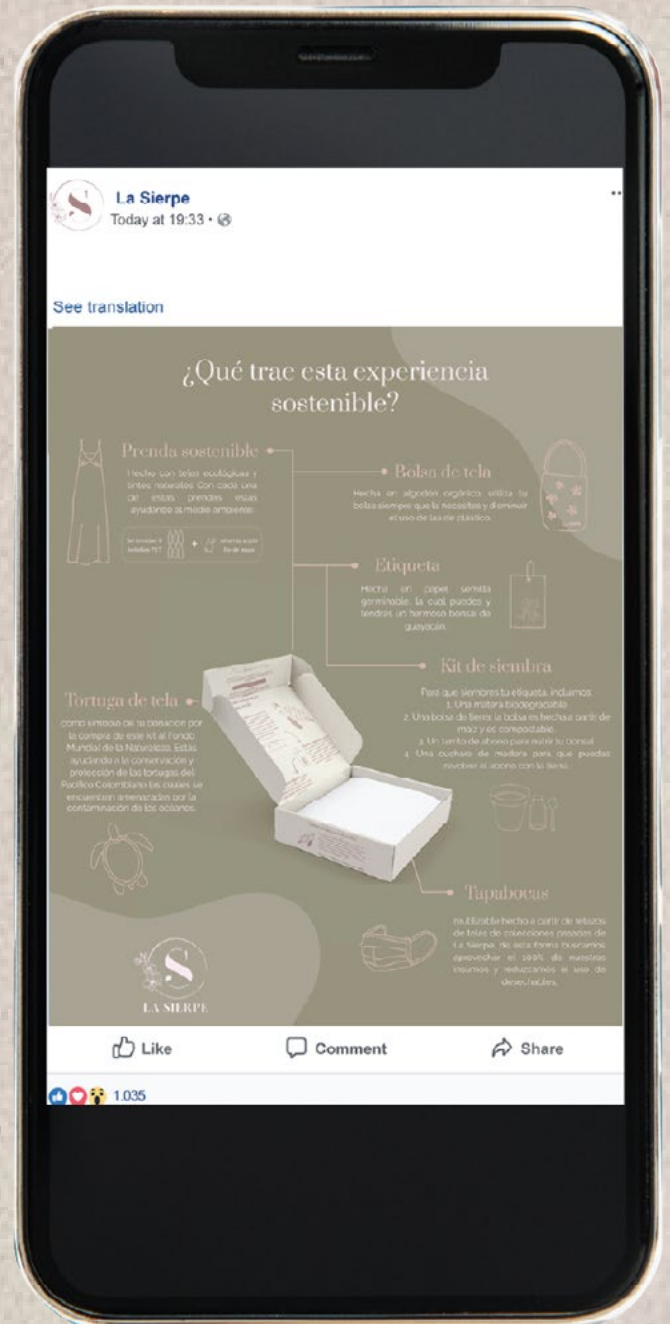 La Sierpe
Today at 19:33
See translation
¿Qué trae esta experiencia
sostenible?
Prenda sostenible
Hecho con telas ecológicas y
tintes naturales. Con cada una
de estas prendas estas
ayudando al medio ambiente.
Bolsa de tela
Hecha en algodón orgánico, utiliza tu
bolsa siempre que la necesites y disminuir
el uso de las de plástico.
Etiqueta
Hecha en papel semilla
germinable, la cual puedes y
tendrás un hermoso bonsai de
guayacán.
Kit de siembra
Para que siembres tu etiqueta, incluimos:
1. Una matera biodegradable
2. Una bolsa de tierra, la bolsa es hecha a partir de
maíz y es compostable.
3. Un tarrito de abono para nutrir tu bonsai
4. Una cuchara de madera para que puedas
revolver el abono con la tierra.
Tortuga de tela
como símbolo de tu donación por
la compra de este kit al Fondo
Mundial de la Naturaleza. Estás
ayudando a la conservación y
protección de las tortugas del
Pacífico Colombiano las cuales se
encuentran amenazadas por la
contaminación de los océanos.
Tapabocas
reutilizable hecho a partir de retazos
de telas de colecciones pasadas de
La Sierpe, de esta forma buscamos
aprovechar el 100% de nuestros
insumos y reduzcamos el uso de
desechables.
S
LA SIERPE
Like
Comment
Share
1.035